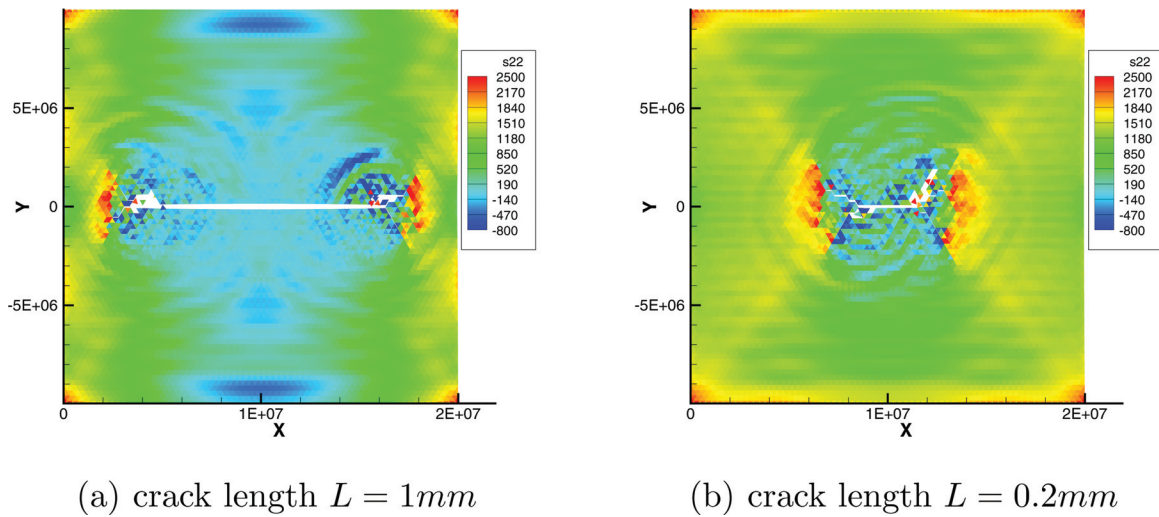 s22
2500
2170
1840
1510
1180
850
520
190
-140
-470
-800
5E+06
0
-5E+06
Y
0
1E+07
2E+07
X
(a) crack length L = 1mm
s22
2500
2170
1840
1510
1180
850
520
190
-140
-470
-800
5E+06
0
-5E+06
Y
0
1E+07
2E+07
X
(b) crack length L = 0.2mm